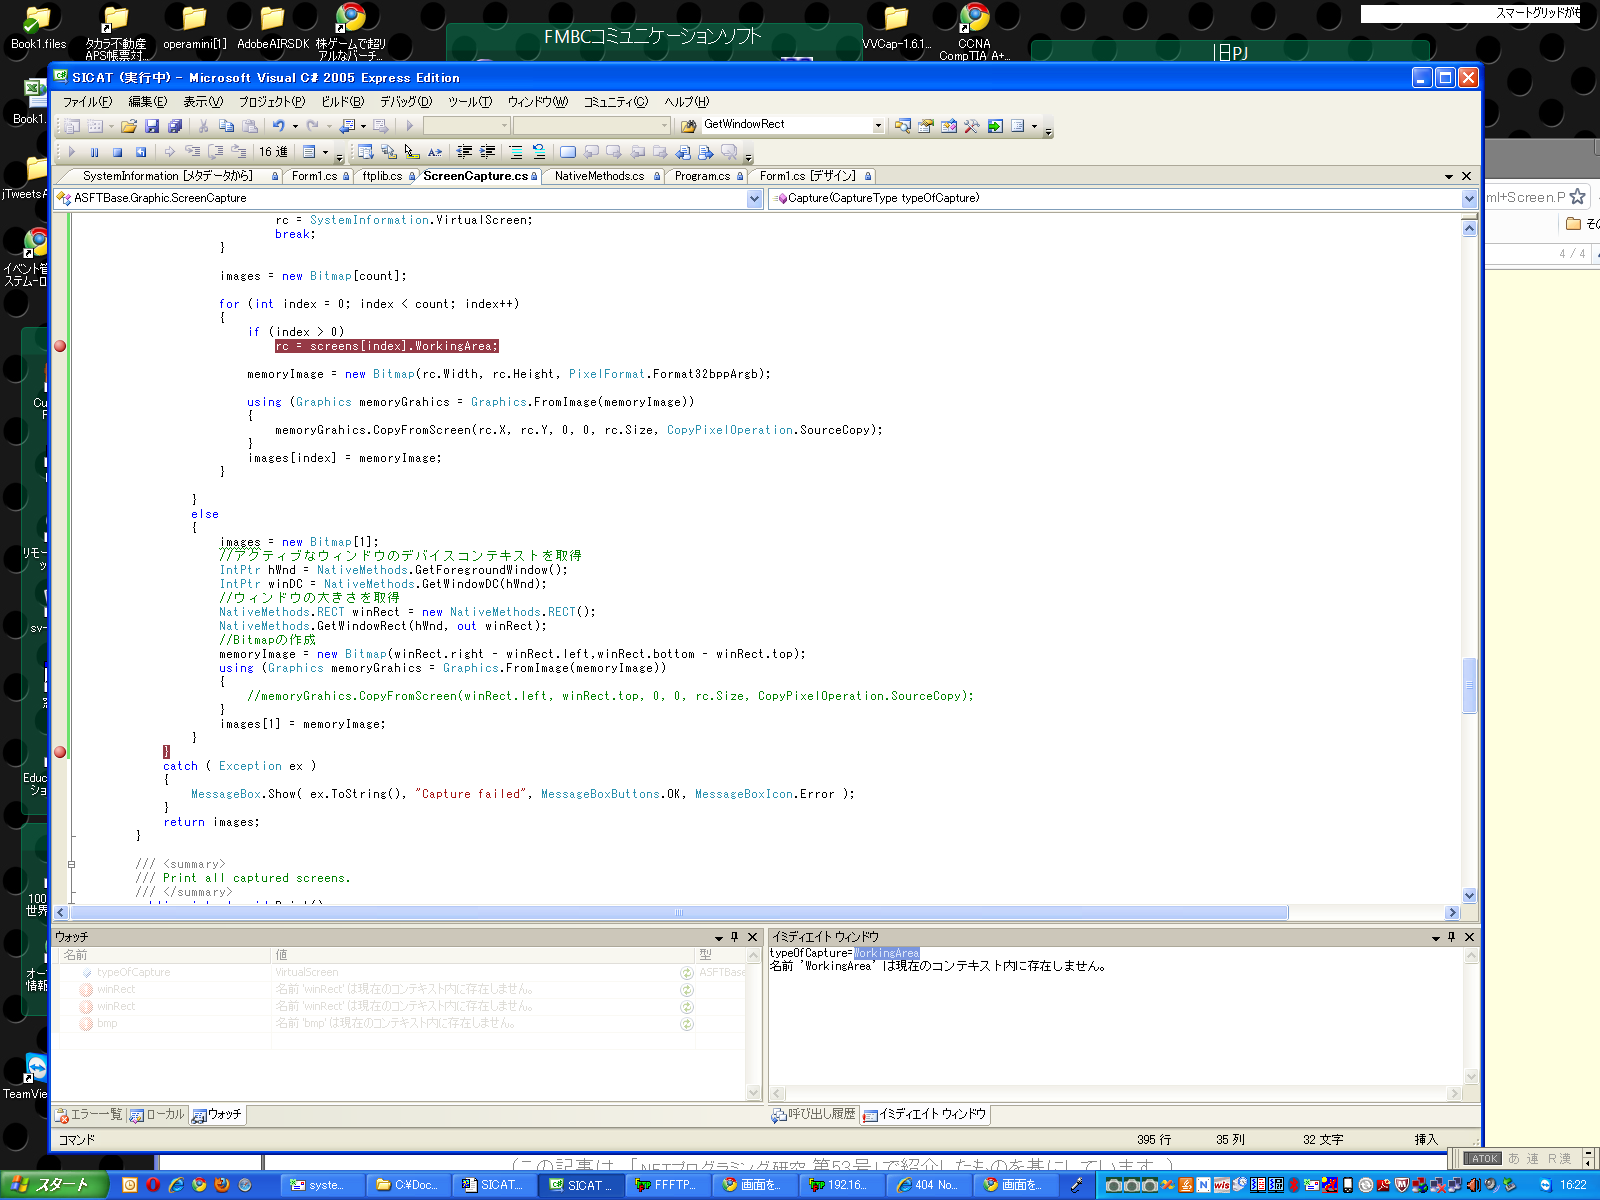 Book1.files
タカラ不動産
APS帳票対...
operamini[1]
AdobeAIRSDK
株ゲームで超リ
アルなバーチ...
FMBCコミュニケーションソフト
VVCap-1.6.1...
CCNA
CompTIA A+...
旧PJ
スマートグリッドがも
SICAT (実行中) - Microsoft Visual C# 2005 Express Edition
ファイル(F) 編集(E) 表示(V) プロジェクト(P) ビルド(B) デバッグ(D) ツール(T) ウィンドウ(W) コミュニティ(C) ヘルプ(H)
GetWindowRect
16 進
SystemInformation [メタデータから] Form1.cs ftplib.cs ScreenCapture.cs NativeMethods.cs Program.cs Form1.cs [デザイン]
ASFTBase.Graphic.ScreenCapture
Capture(CaptureType typeOfCapture)
rc = SystemInformation.VirtualScreen;
break;
}
images = new Bitmap[count];
for (int index = 0; index < count; index++)
{
if (index > 0)
rc = screens[index].WorkingArea;
memoryImage = new Bitmap(rc.Width, rc.Height, PixelFormat.Format32bppArgb);
using (Graphics memoryGrahics = Graphics.FromImage(memoryImage))
{
memoryGrahics.CopyFromScreen(rc.X, rc.Y, 0, 0, rc.Size, CopyPixelOperation.SourceCopy);
}
images[index] = memoryImage;
}
}
else
{
images = new Bitmap[1];
//アクティブなウィンドウのデバイスコンテキストを取得
IntPtr hWnd = NativeMethods.GetForegroundWindow();
IntPtr winDC = NativeMethods.GetWindowDC(hWnd);
//ウィンドウの大きさを取得
NativeMethods.RECT winRect = new NativeMethods.RECT();
NativeMethods.GetWindowRect(hWnd, out winRect);
//Bitmapの作成
memoryImage = new Bitmap(winRect.right - winRect.left,winRect.bottom - winRect.top);
using (Graphics memoryGrahics = Graphics.FromImage(memoryImage))
{
//memoryGrahics.CopyFromScreen(winRect.left, winRect.top, 0, 0, rc.Size, CopyPixelOperation.SourceCopy);
}
images[1] = memoryImage;
}
}
catch ( Exception ex )
{
MessageBox.Show( ex.ToString(), "Capture failed", MessageBoxButtons.OK, MessageBoxIcon.Error );
}
return images;
}
/// <summary>
/// Print all captured screens.
/// </summary>
Book1.
jTweetsA
イベント管
ステムーロ
Cu
リモー
sv-
Educ
ショ
100
世界
オー
情報
TeamVie
ml+Screen.P
その
4 / 4
ウォッチ
名前 値 型
typeOfCapture VirtualScreen ASFTBase
winRect 名前 'winRect' は現在のコンテキスト内に存在しません。
winRect 名前 'winRect' は現在のコンテキスト内に存在しません。
bmp 名前 'bmp' は現在のコンテキスト内に存在しません。
エラー一覧 ローカル ウォッチ
イミディエイト ウィンドウ
typeOfCapture=WorkingArea
名前 'WorkingArea' は現在のコンテキスト内に存在しません。
呼び出し履歴 イミディエイト ウィンドウ
コマンド 395 行 35 列 32 文字 挿入
(この記事は、「.NETプログラミング研究 第53号」で紹介したものを基にしています。)
ATOK あ 連 R漢
スタート syste... C:¥Doc... SICAT... SICAT ... FFFTP... 画面を... 192.16... 404 No... 画面を... 16:22